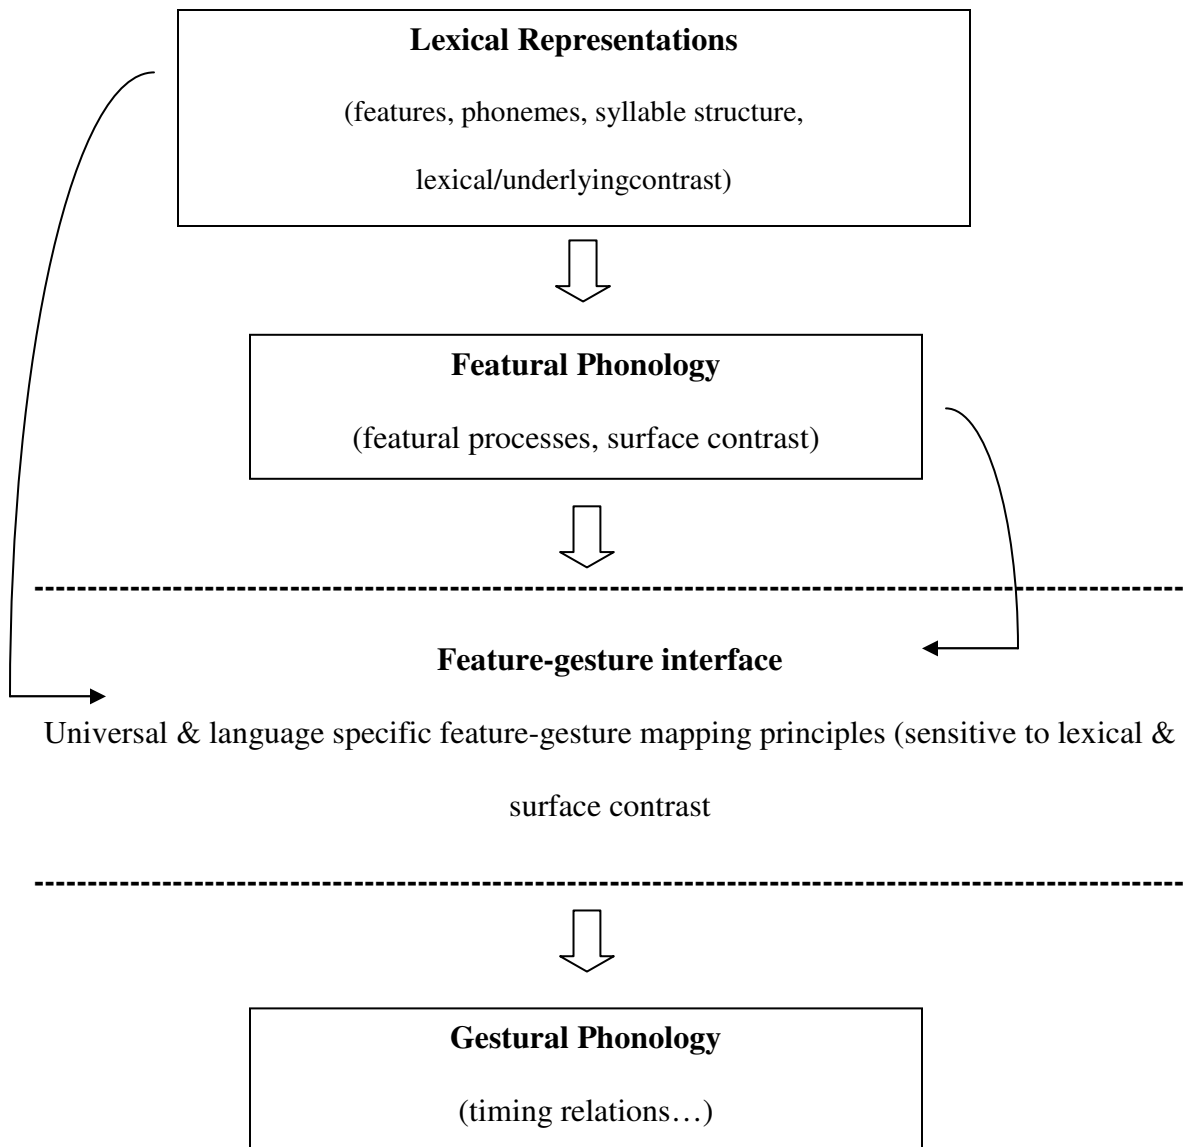 Lexical Representations
(features, phonemes, syllable structure,
lexical/underlyingcontrast)
Featural Phonology
(featural processes, surface contrast)
Feature-gesture interface
Universal & language specific feature-gesture mapping principles (sensitive to lexical &
surface contrast
Gestural Phonology
(timing relations…)